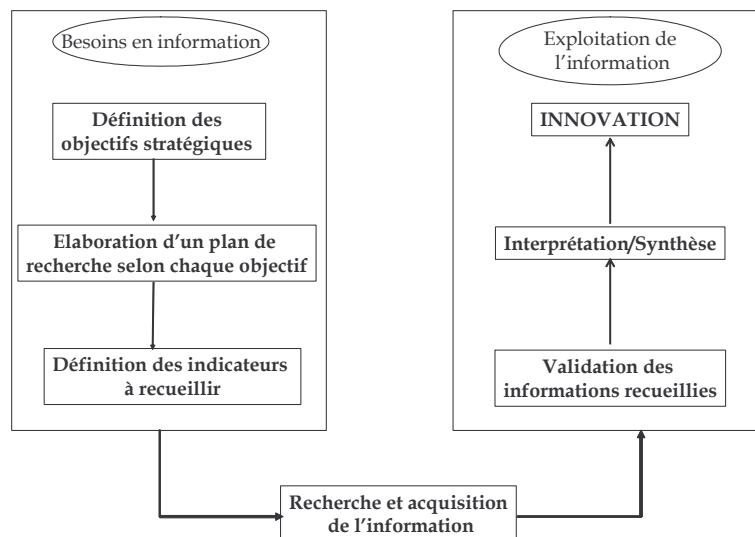 Besoins en information
Définition des
objectifs stratégiques
Elaboration d'un plan de
recherche selon chaque objectif
Définition des indicateurs
à recueillir
Recherche et acquisition
de l'information
Exploitation de
l'information
INNOVATION
Interprétation/Synthèse
Validation des
informations recueillies